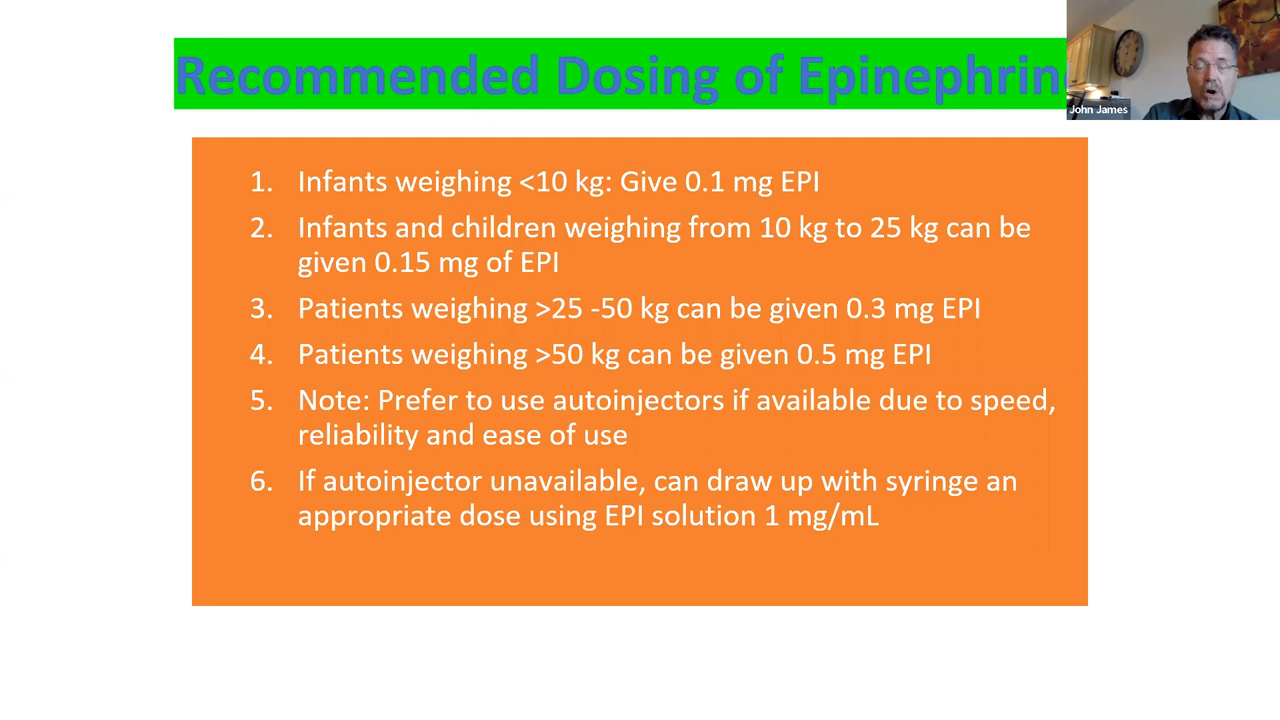 Recommended Dosing of Epinephrin
John James
1. Infants weighing <10 kg: Give 0.1 mg EPI
2. Infants and children weighing from 10 kg to 25 kg can be
given 0.15 mg of EPI
3. Patients weighing >25 -50 kg can be given 0.3 mg EPI
4. Patients weighing >50 kg can be given 0.5 mg EPI
5. Note: Prefer to use autoinjectors if available due to speed,
reliability and ease of use
6. If autoinjector unavailable, can draw up with syringe an
appropriate dose using EPI solution 1 mg/mL